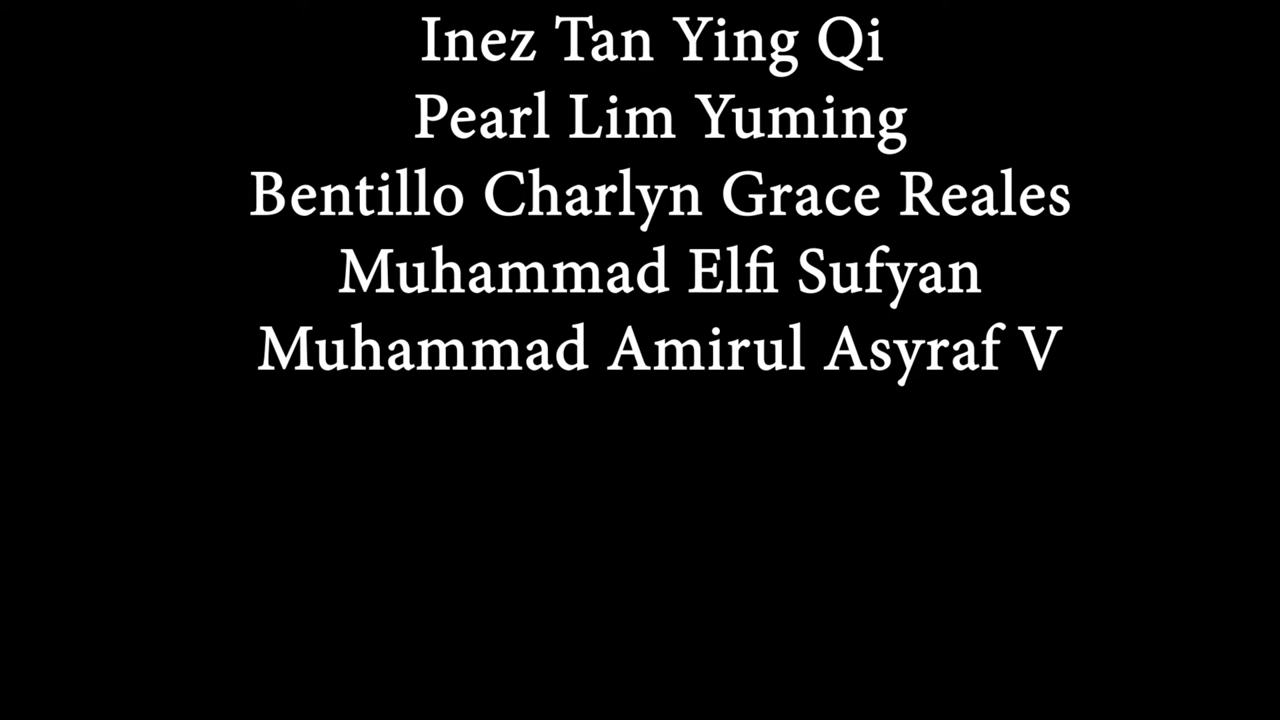 Inez Tan Ying Qi
Pearl Lim Yuming
Bentillo Charlyn Grace Reales
Muhammad Elfi Sufyan
Muhammad Amirul Asyraf V